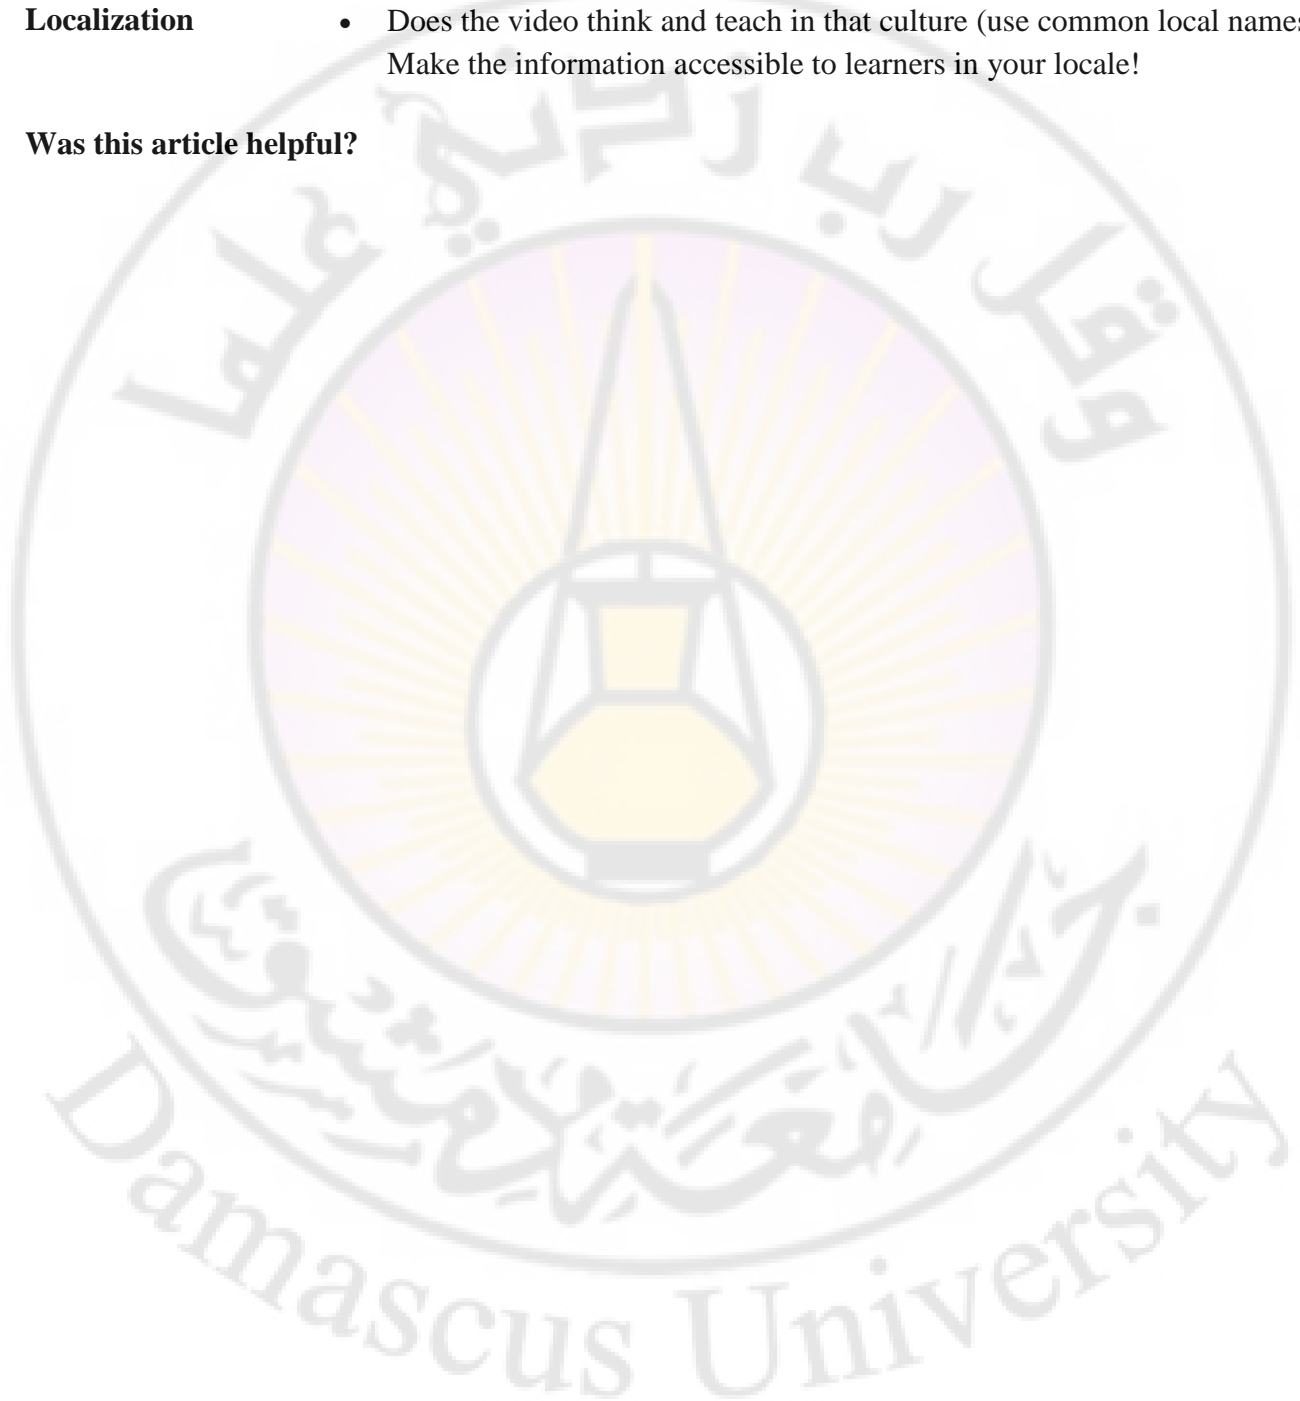 Localization • Does the video think and teach in that culture (use common local names
Make the information accessible to learners in your locale!
Was this article helpful?
وقل رب زدني علما
جامعة دمشق
Damascus University